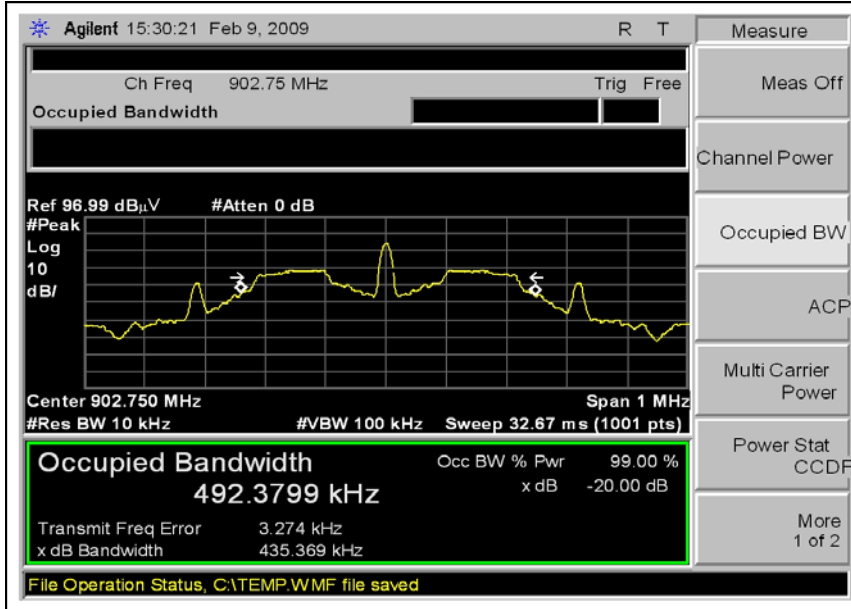 Agilent 15:30:21 Feb 9, 2009 R T
Measure
Ch Freq 902.75 MHz Trig Free
Occupied Bandwidth
Meas Off
Channel Power
Occupied BW
ACP
Multi Carrier
Power
Power Stat
CCDF
More
1 of 2
Ref 96.99 dBµV #Atten 0 dB
#Peak
Log
10
dB/
Center 902.750 MHz Span 1 MHz
#Res BW 10 kHz #VBW 100 kHz Sweep 32.67 ms (1001 pts)
Occupied Bandwidth Occ BW % Pwr 99.00 %
492.3799 kHz x dB -20.00 dB
Transmit Freq Error 3.274 kHz
x dB Bandwidth 435.369 kHz
File Operation Status, C:\TEMP.WMF file saved